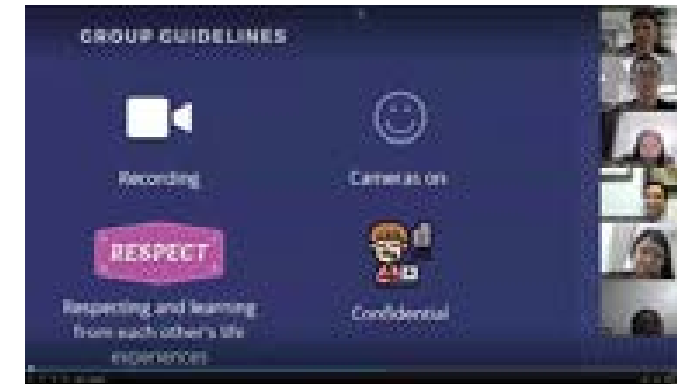 GROUP GUIDELINES
Recording
Cameras on
RESPECT
Respecting and learning
from each other's life
experiences
Confidential